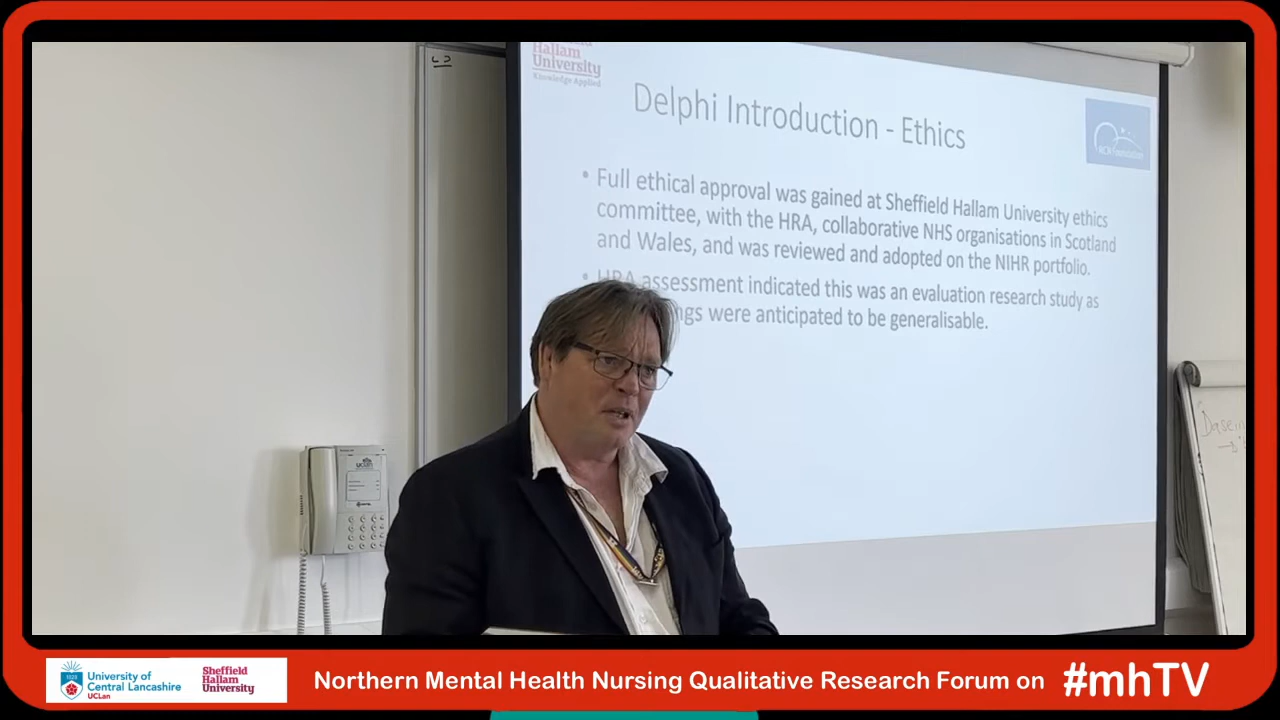 Hallam
University
Knowledge Applied
Delphi Introduction - Ethics
• Full ethical approval was gained at Sheffield Hallam University ethics
committee, with the HRA, collaborative NHS organisations in Scotland
and Wales, and was reviewed and adopted on the NIHR portfolio.
• HRA assessment indicated this was an evaluation research study as
were anticipated to be generalisable.
Foundation
uclan
University of
Central Lancashire
UCLan
Sheffield
Hallam
University
Northern Mental Health Nursing Qualitative Research Forum on
#mhTV